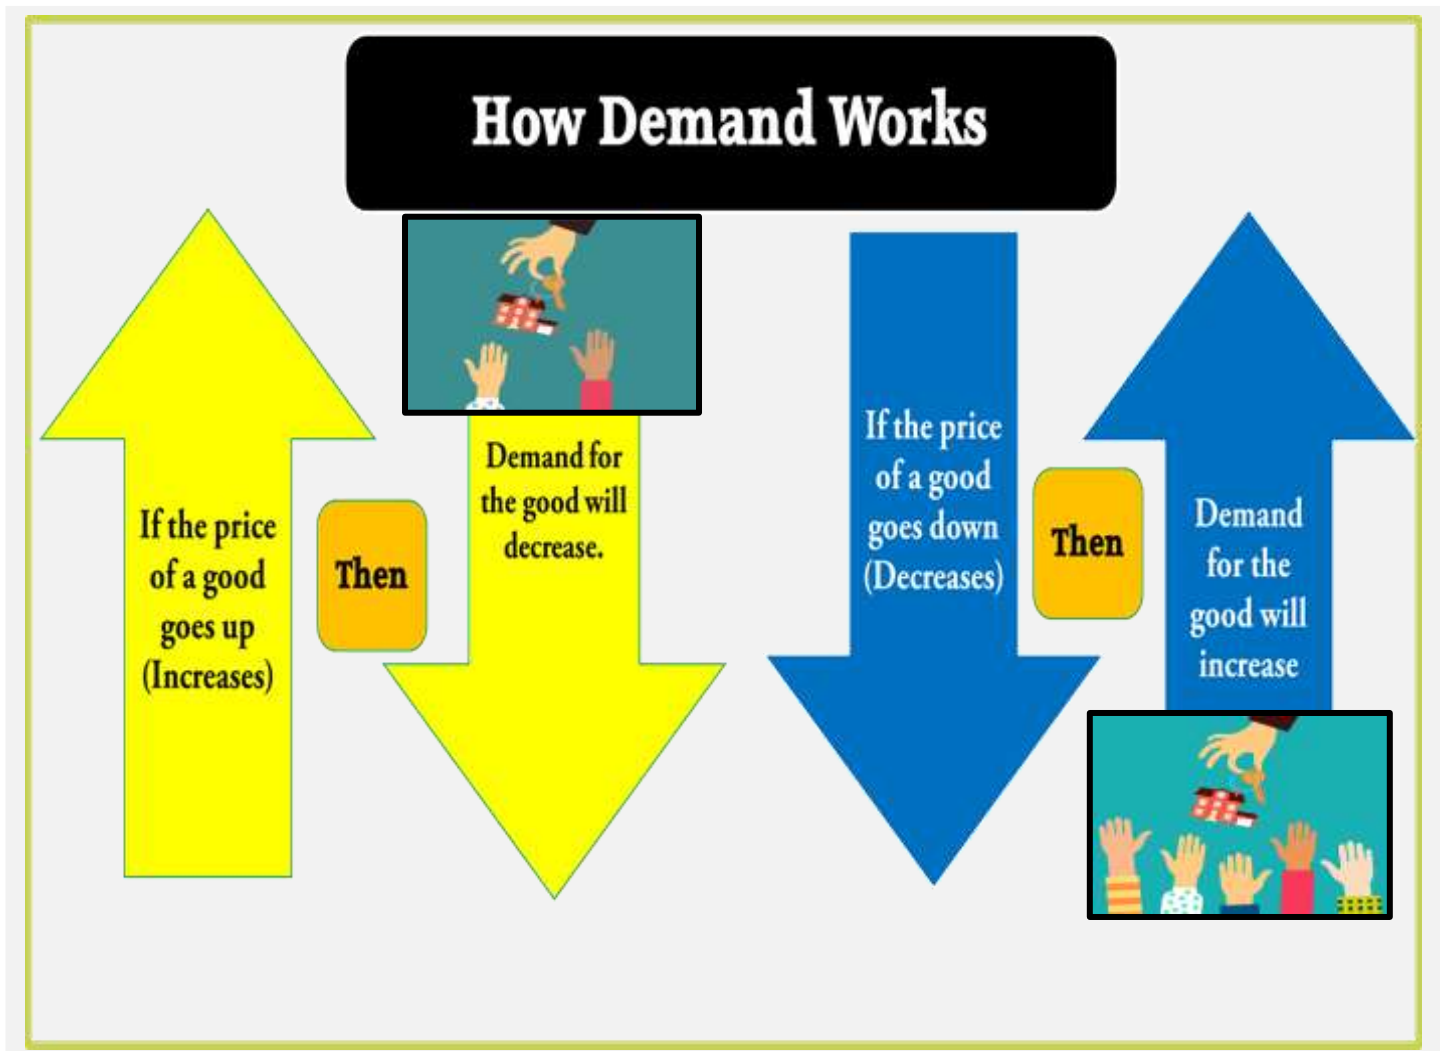 How Demand Works
If the price
of a good
goes up
(Increases)
Then
Demand for
the good will
decrease.
If the price
of a good
goes down
(Decreases)
Then
Demand
for the
good will
increase